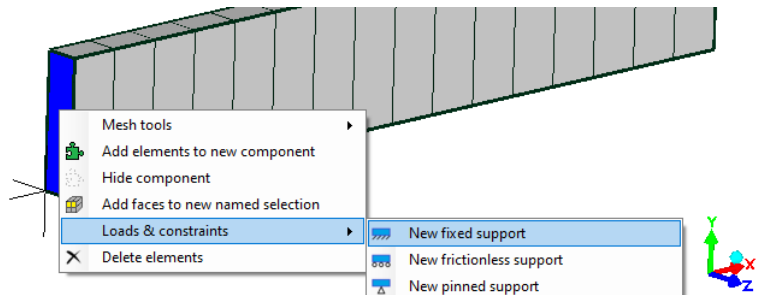 Mesh tools
Add elements to new component
Hide component
Add faces to new named selection
Loads & constraints
New fixed support
Delete elements
New frictionless support
New pinned support
Y
X
Z